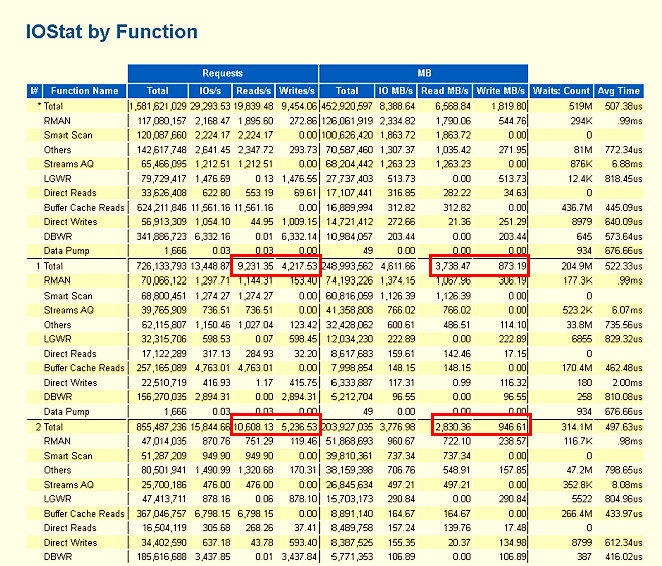 IOStat by Function
Requests MB
I# Function Name Total IOs/s Reads/s Writes/s Total IO MB/s Read MB/s Write MB/s Waits: Count Avg Time
* Total 1,581,621,029 29,293.53 19,839.48 9,454.06 452,920,597 8,388.64 6,568.84 1,819.80 519M 507.38us
RMAN 117,080,157 2,168.47 1,895.60 272.86 126,061,919 2,334.82 1,790.06 544.76 294K .99ms
Smart Scan 120,087,660 2,224.17 2,224.17 0.00 100,626,420 1,863.72 1,863.72 0.00 0
Others 142,617,748 2,641.45 2,347.72 293.73 70,587,460 1,307.37 1,035.42 271.95 81M 772.34us
Streams AQ 65,466,095 1,212.51 1,212.51 0.00 68,204,442 1,263.23 1,263.23 0.00 876K 6.88ms
LGWR 79,729,417 1,476.69 0.13 1,476.55 27,737,403 513.73 0.00 513.73 12.4K 818.45us
Direct Reads 33,626,408 622.80 553.19 69.61 17,107,441 316.85 282.22 34.63 0
Buffer Cache Reads 624,211,846 11,561.16 11,561.16 0.00 16,889,994 312.82 312.82 0.00 436.7M 445.09us
Direct Writes 56,913,309 1,054.10 44.95 1,009.15 14,721,412 272.66 21.36 251.29 8979 640.09us
DBWR 341,886,723 6,332.16 0.01 6,332.14 10,984,057 203.44 0.00 203.44 645 573.64us
Data Pump 1,666 0.03 0.03 0.00 49 0.00 0.00 0.00 934 676.66us
1 Total 726,133,793 13,448.87 9,231.35 4,217.53 248,993,562 4,611.66 3,738.47 873.19 204.9M 522.33us
RMAN 70,066,122 1,297.71 1,144.31 153.40 74,193,226 1,374.15 1,067.96 306.19 177.3K .99ms
Smart Scan 68,800,451 1,274.27 1,274.27 0.00 60,816,059 1,126.39 1,126.39 0.00 0
Streams AQ 39,765,909 736.51 736.51 0.00 41,358,808 766.02 766.02 0.00 523.2K 6.07ms
Others 62,115,807 1,150.46 1,027.04 123.42 32,428,062 600.61 486.51 114.10 33.8M 735.56us
LGWR 32,315,706 598.53 0.07 598.45 12,034,230 222.89 0.00 222.89 6855 829.32us
Direct Reads 17,122,289 317.13 284.93 32.20 8,617,683 159.61 142.46 17.15 0
Buffer Cache Reads 257,165,089 4,763.01 4,763.01 0.00 7,998,854 148.15 148.15 0.00 170.4M 462.48us
Direct Writes 22,510,719 416.93 1.17 415.75 6,333,887 117.31 0.99 116.32 180 2.00ms
DBWR 156,270,035 2,894.31 0.00 2,894.31 5,212,704 96.55 0.00 96.55 258 810.08us
Data Pump 1,666 0.03 0.03 0.00 49 0.00 0.00 0.00 934 676.66us
2 Total 855,487,236 15,844.66 10,608.13 5,236.53 203,927,035 3,776.98 2,830.36 946.61 314.1M 497.63us
RMAN 47,014,035 870.76 751.29 119.46 51,868,693 960.67 722.10 238.57 116.7K .98ms
Smart Scan 51,287,209 949.90 949.90 0.00 39,810,361 737.34 737.34 0.00 0
Others 80,501,941 1,490.99 1,320.68 170.31 38,159,398 706.76 548.91 157.85 47.2M 798.65us
Streams AQ 25,700,186 476.00 476.00 0.00 26,845,634 497.21 497.21 0.00 352.8K 8.08ms
LGWR 47,413,711 878.16 0.06 878.10 15,703,173 290.84 0.00 290.84 5522 804.96us
Buffer Cache Reads 367,046,757 6,798.15 6,798.15 0.00 8,891,140 164.67 164.67 0.00 266.4M 433.97us
Direct Reads 16,504,119 305.68 268.26 37.41 8,489,758 157.24 139.76 17.48 0
Direct Writes 34,402,590 637.18 43.78 593.40 8,387,525 155.35 20.37 134.98 8799 612.34us
DBWR 185,616,688 3,437.85 0.01 3,437.84 5,771,353 106.89 0.00 106.89 387 416.02us